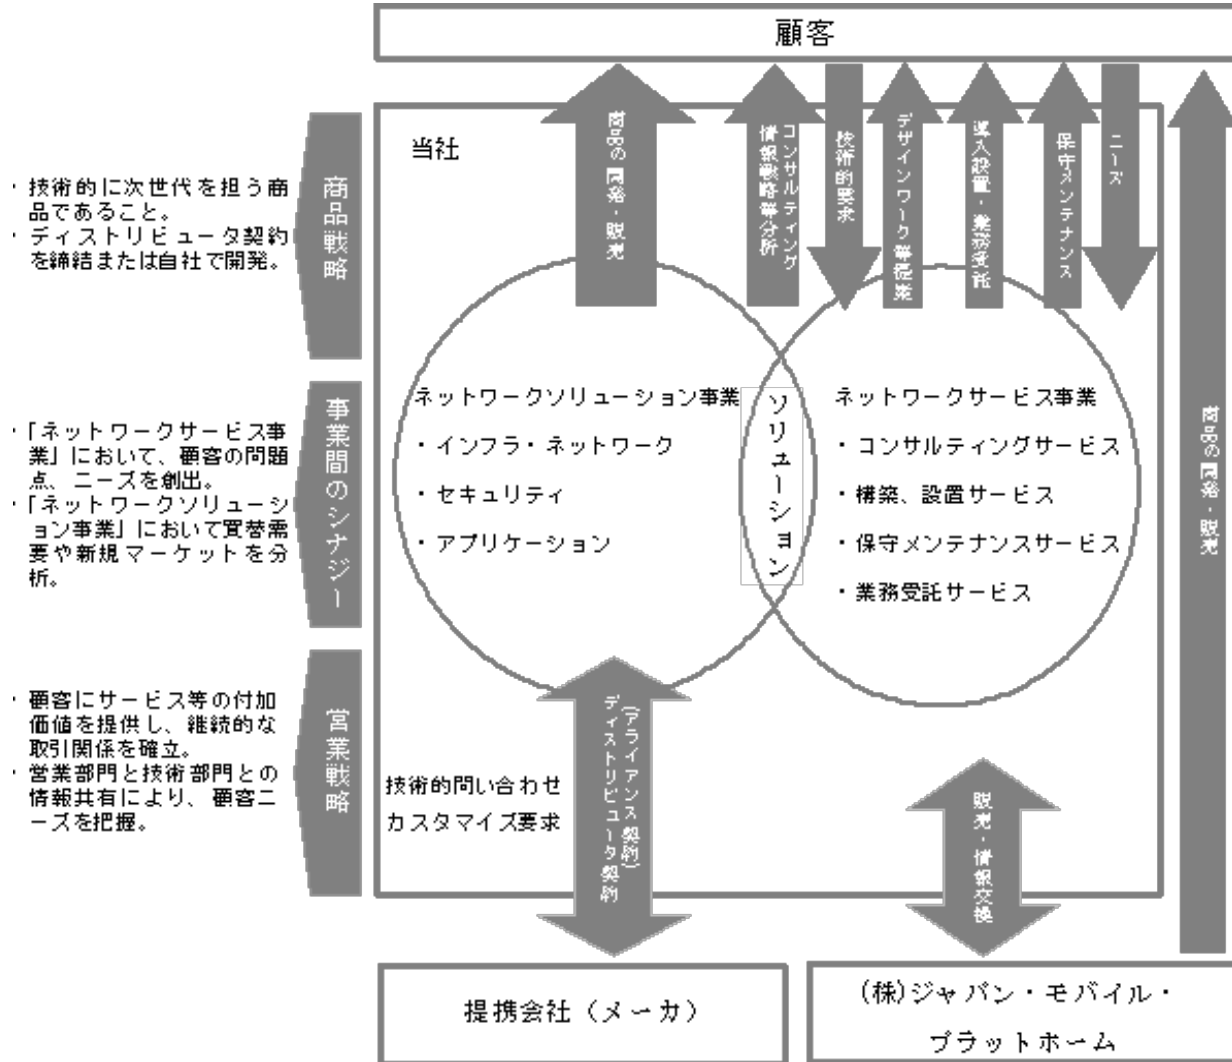 顧客
当社
商品の開発・販売
コンサルティング
情報戦略等分析
技術的要求
デザインワーク等提案
導入設置・業務受託
保守メンテナンス
ニーズ
商品の開発・販売
商品戦略
・技術的に次世代を担う商
品であること。
・ディストリビュータ契約
を締結または自社で開発。
事業間のシナジー
・「ネットワークサービス事
業」において、顧客の問題
点、ニーズを創出。
・「ネットワークソリューシ
ョン事業」において買替需
要や新規マーケットを分
析。
営業戦略
・顧客にサービス等の付加
価値を提供し、継続的な
取引関係を確立。
・営業部門と技術部門との
情報共有により、顧客ニ
ーズを把握。
ネットワークソリューション事業
・インフラ・ネットワーク
・セキュリティ
・アプリケーション
ソリューション
ネットワークサービス事業
・コンサルティングサービス
・構築、設置サービス
・保守メンテナンスサービス
・業務受託サービス
技術的問い合わせ
カスタマイズ要求
(アライアンス契約)
ディストリビュータ契約
販売・情報交換
提携会社（メーカ）
(株)ジャパン・モバイル・
プラットホーム